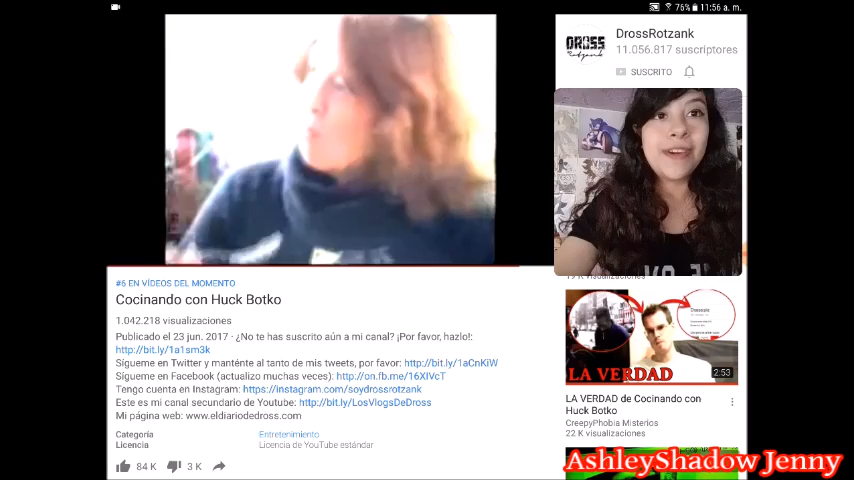 76% 11:56 a. m.
DROSS
Rotzank
DrossRotzank
11.056.817 suscriptores
SUSCRITO
#6 EN VÍDEOS DEL MOMENTO
Cocinando con Huck Botko
1.042.218 visualizaciones
Publicado el 23 jun. 2017 · ¿No te has suscrito aún a mi canal? ¡Por favor, hazlo!:
http://bit.ly/1a1sm3k
Sígueme en Twitter y manténte al tanto de mis tweets, por favor: http://bit.ly/1aCnKiW
Sígueme en Facebook (actualizo muchas veces): http://on.fb.me/16XIVcT
Tengo cuenta en Instagram: https://instagram.com/soydrossrotzank
Este es mi canal secundario de Youtube: http://bit.ly/LosVlogsDeDross
Mi página web: www.eldiariodedross.com
Categoría Entretenimiento
Licencia Licencia de YouTube estándar
84 K 3 K
19 K visualizaciones
LA VERDAD
2:53
LA VERDAD de Cocinando con
Huck Botko
CreepyPhobia Misterios
22 K visualizaciones
AshleyShadow Jenny